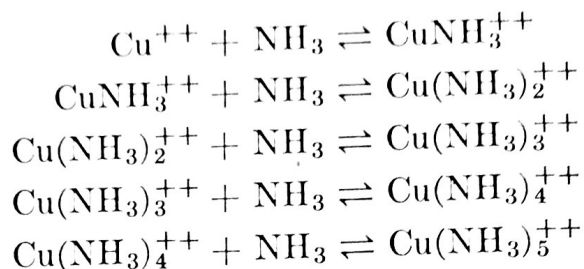 Cu⁺⁺ + NH₃ ⇌ CuNH₃⁺⁺
CuNH₃⁺⁺ + NH₃ ⇌ Cu(NH₃)₂⁺⁺
Cu(NH₃)₂⁺⁺ + NH₃ ⇌ Cu(NH₃)₃⁺⁺
Cu(NH₃)₃⁺⁺ + NH₃ ⇌ Cu(NH₃)₄⁺⁺
Cu(NH₃)₄⁺⁺ + NH₃ ⇌ Cu(NH₃)₅⁺⁺